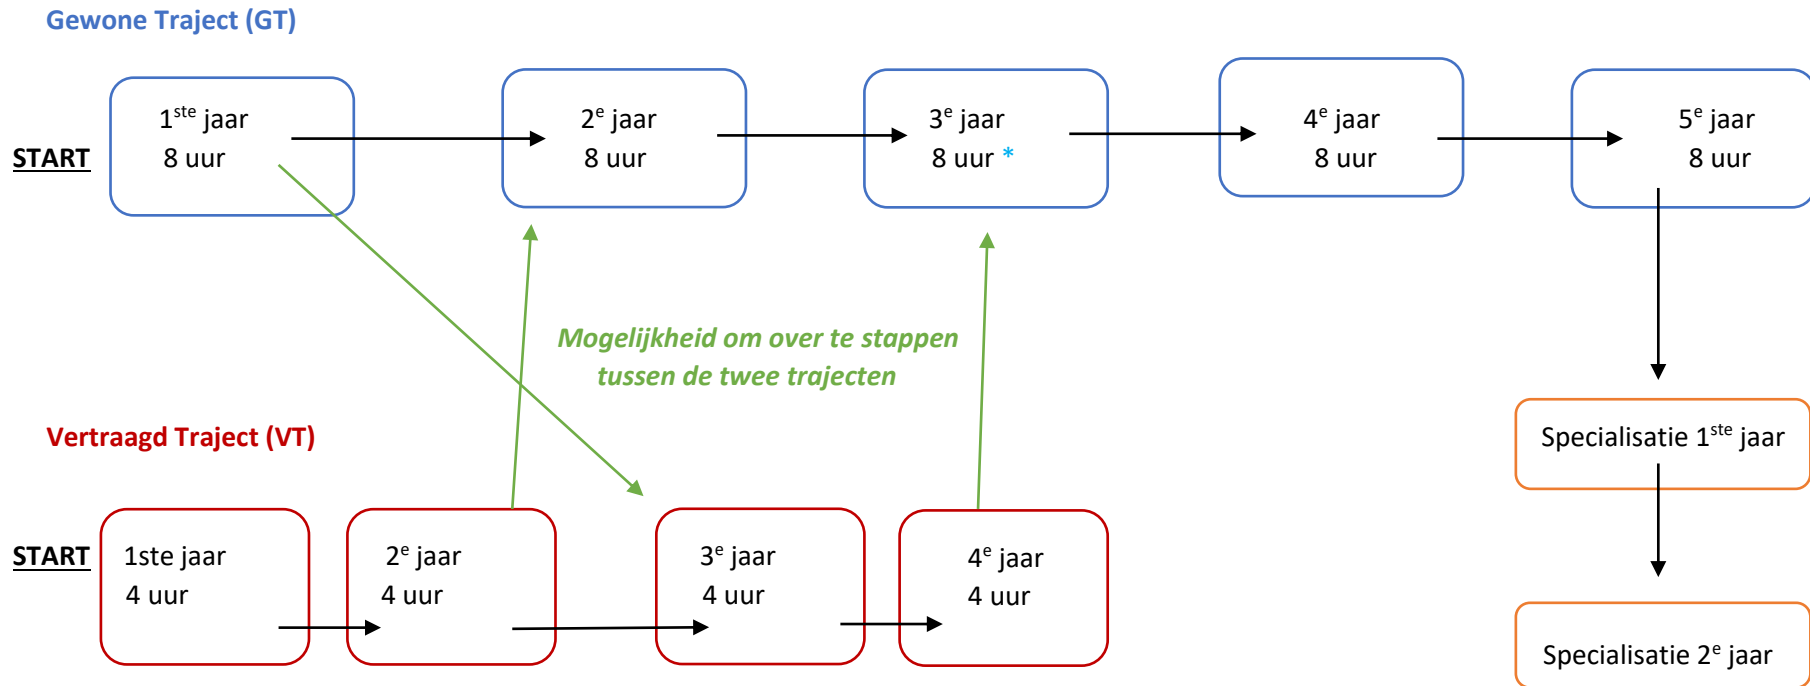 Gewone Traject (GT)
START
1ste jaar
8 uur
2e jaar
8 uur
3e jaar
8 uur *
4e jaar
8 uur
5e jaar
8 uur
Mogelijkheid om over te stappen
tussen de twee trajecten
Vertraagd Traject (VT)
START
1ste jaar
4 uur
2e jaar
4 uur
3e jaar
4 uur
4e jaar
4 uur
Specialisatie 1ste jaar
Specialisatie 2e jaar